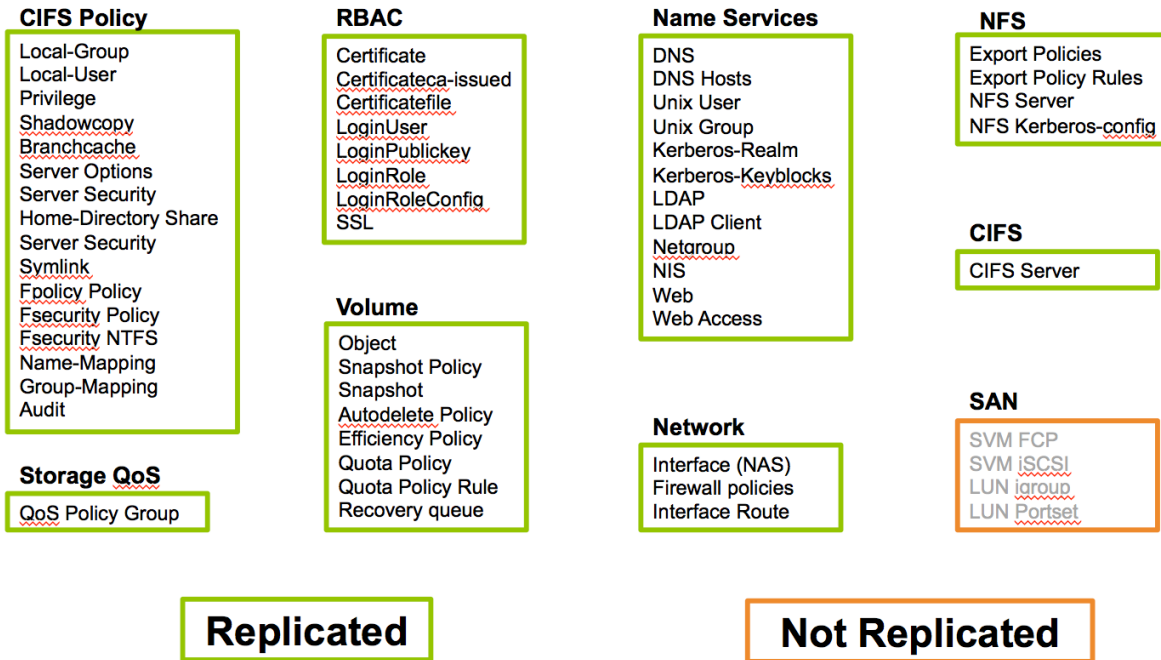 CIFS Policy
Local-Group
Local-User
Privilege
Shadowcopy
Branchcache
Server Options
Server Security
Home-Directory Share
Server Security
Symlink
Fpolicy Policy
Fsecurity Policy
Fsecurity NTFS
Name-Mapping
Group-Mapping
Audit
Storage QoS
QoS Policy Group
RBAC
Certificate
Certificateca-issued
Certificatefile
LoginUser
LoginPublickey
LoginRole
LoginRoleConfig
SSL
Volume
Object
Snapshot Policy
Snapshot
Autodelete Policy
Efficiency Policy
Quota Policy
Quota Policy Rule
Recovery queue
Name Services
DNS
DNS Hosts
Unix User
Unix Group
Kerberos-Realm
Kerberos-Keyblocks
LDAP
LDAP Client
Netgroup
NIS
Web
Web Access
Network
Interface (NAS)
Firewall policies
Interface Route
NFS
Export Policies
Export Policy Rules
NFS Server
NFS Kerberos-config
CIFS
CIFS Server
SAN
SVM FCP
SVM iSCSI
LUN igroup
LUN Portset
Replicated
Not Replicated